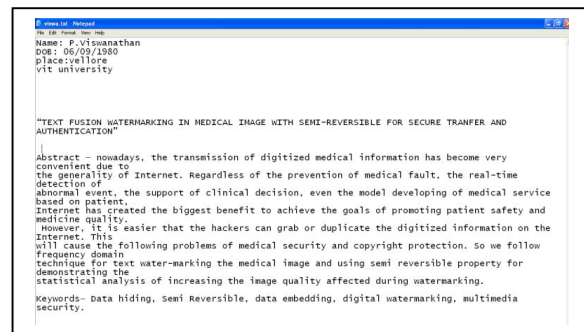 viswa.txt - Notepad
File Edit Format View Help
Name: P.Viswanathan
DOB: 06/09/1980
place:vellore
vit university
"TEXT FUSION WATERMARKING IN MEDICAL IMAGE WITH SEMI-REVERSIBLE FOR SECURE TRANFER AND
AUTHENTICATION"
Abstract – nowadays, the transmission of digitized medical information has become very
convenient due to
the generality of Internet. Regardless of the prevention of medical fault, the real-time
detection of
abnormal event, the support of clinical decision, even the model developing of medical service
based on patient,
Internet has created the biggest benefit to achieve the goals of promoting patient safety and
medicine quality.
However, it is easier that the hackers can grab or duplicate the digitized information on the
Internet. This
will cause the following problems of medical security and copyright protection. So we follow
frequency domain
technique for text water-marking the medical image and using semi reversible property for
demonstrating the
statistical analysis of increasing the image quality affected during watermarking.
Keywords– Data hiding, Semi Reversible, data embedding, digital watermarking, multimedia
security.